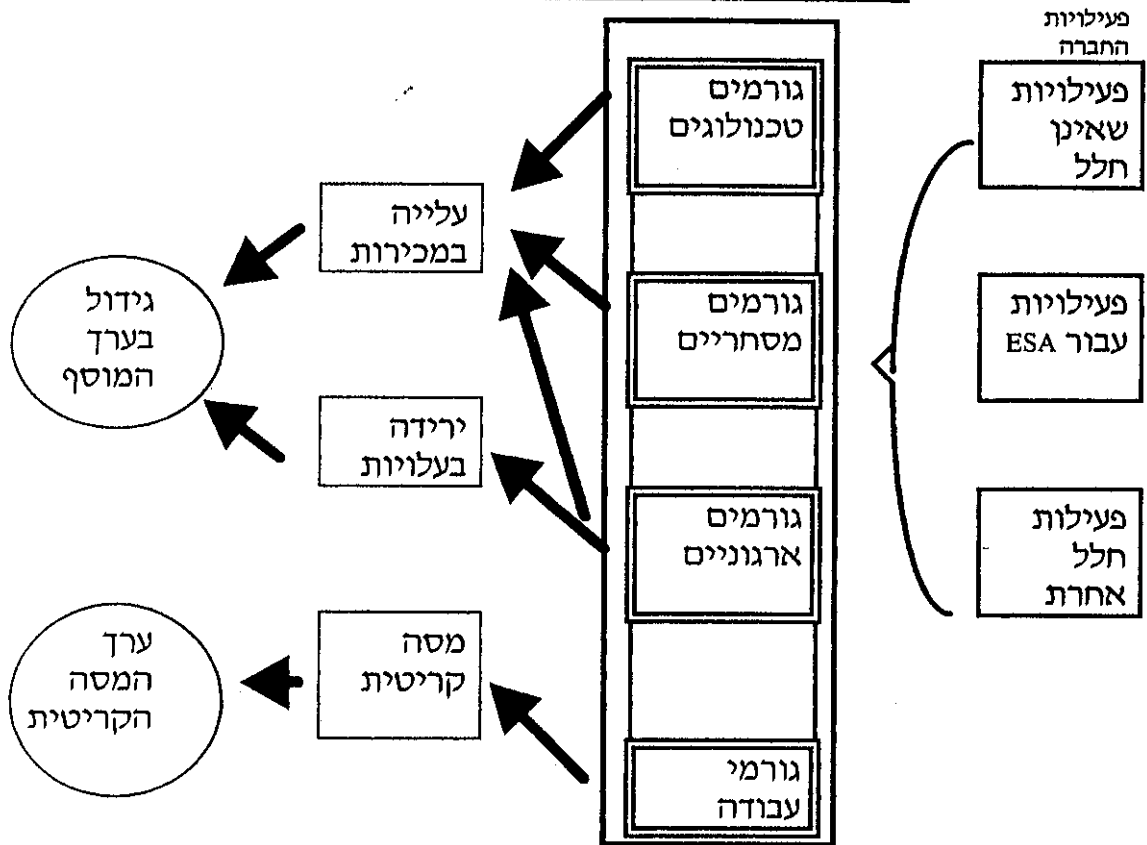 פעילויות
החברה
פעילויות
שאינן
חלל
פעילויות
עבור ESA
פעילות
חלל
אחרת
גורמים
טכנולוגים
גורמים
מסחריים
גורמים
ארגוניים
גורמי
עבודה
עלייה
במכירות
ירידה
בעלויות
מסה
קריטית
גידול
בערך
המוסף
ערך
המסה
הקריטית